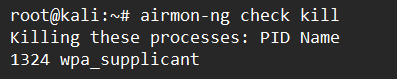 root@kali:~# airmon-ng check kill
Killing these processes: PID Name
1324 wpa_supplicant